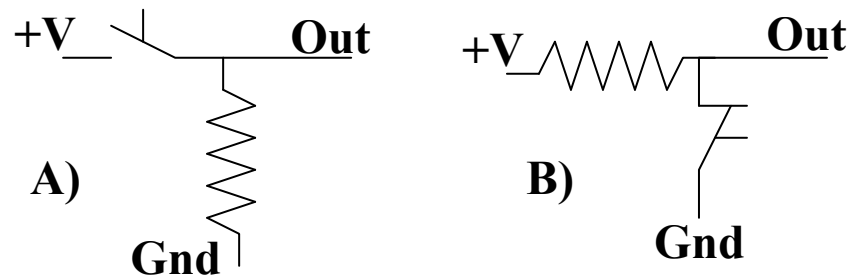 +V Out
A)
Gnd
+V Out
B)
Gnd